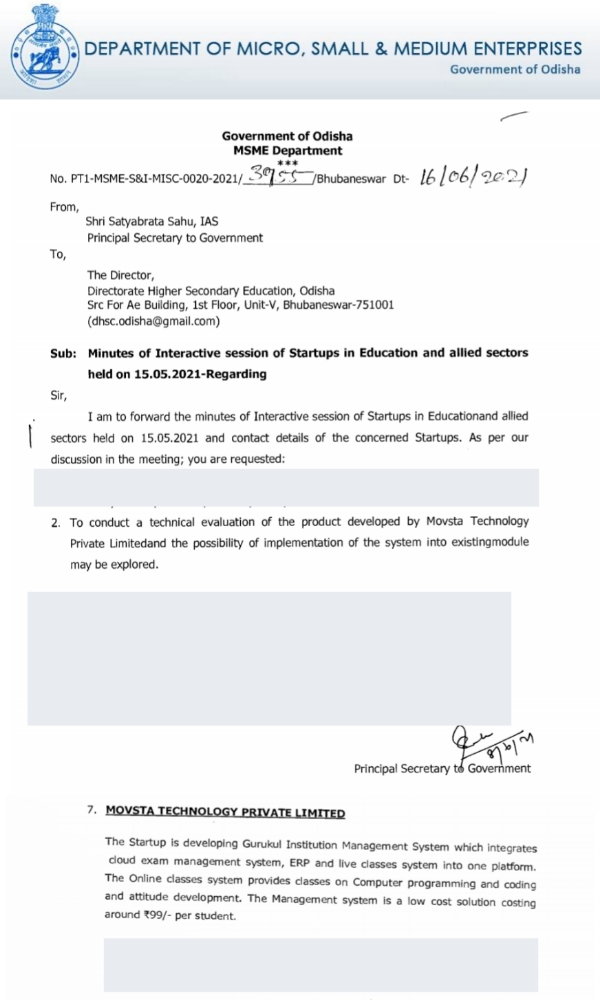 DEPARTMENT OF MICRO, SMALL & MEDIUM ENTERPRISES
Government of Odisha
Government of Odisha
MSME Department
***
No. PT1-MSME-S&I-MISC-0020-2021/ 3955 /Bhubaneswar Dt- 16/06/2021
From,
Shri Satyabrata Sahu, IAS
Principal Secretary to Government
To,
The Director,
Directorate Higher Secondary Education, Odisha
Src For Ae Building, 1st Floor, Unit-V, Bhubaneswar-751001
(dhsc.odisha@gmail.com)
Sub: Minutes of Interactive session of Startups in Education and allied sectors
held on 15.05.2021-Regarding
Sir,
I am to forward the minutes of Interactive session of Startups in Educationand allied
sectors held on 15.05.2021 and contact details of the concerned Startups. As per our
discussion in the meeting; you are requested:
2. To conduct a technical evaluation of the product developed by Movsta Technology
Private Limitedand the possibility of implementation of the system into existingmodule
may be explored.
Principal Secretary to Government
7. MOVSTA TECHNOLOGY PRIVATE LIMITED
The Startup is developing Gurukul Institution Management System which integrates
cloud exam management system, ERP and live classes system into one platform.
The Online classes system provides classes on Computer programming and coding
and attitude development. The Management system is a low cost solution costing
around ₹99/- per student.